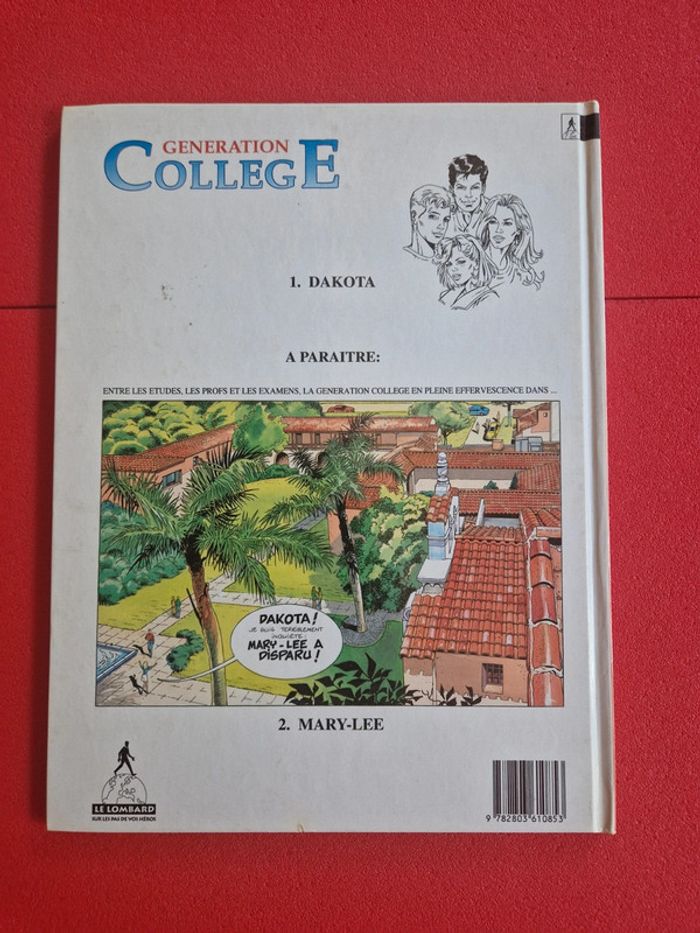 GENERATION
COLLEGE
1. DAKOTA
A PARAITRE:
ENTRE LES ETUDES, LES PROFS ET LES EXAMENS, LA GENERATION COLLEGE EN PLEINE EFFERVESCENCE DANS ...
DAKOTA!
JE SUIS TERRIBLEMENT
INQUIÈTE:
MARY-LEE A
DISPARU!
2. MARY-LEE
LE LOMBARD
SUR LES PAS DE VOS HÉROS
9 782803 610853